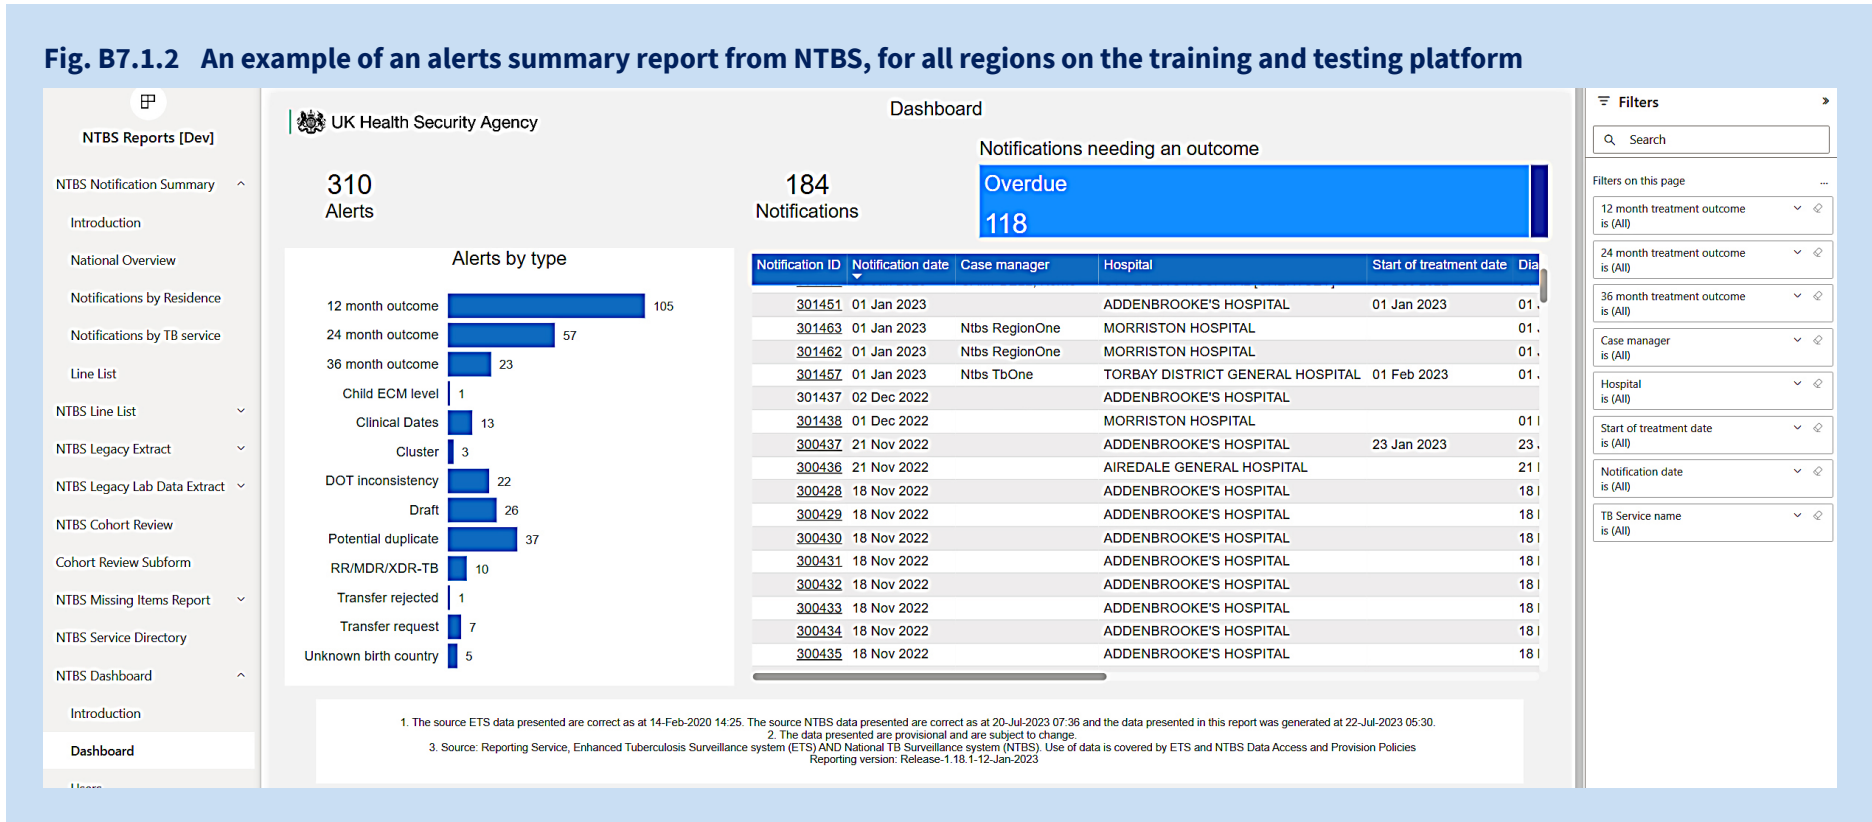 Fig. B7.1.2 An example of an alerts summary report from NTBS, for all regions on the training and testing platform
NTBS Reports [Dev]
NTBS Notification Summary
Introduction
National Overview
Notifications by Residence
Notifications by TB service
Line List
NTBS Line List
NTBS Legacy Extract
NTBS Legacy Lab Data Extract
NTBS Cohort Review
Cohort Review Subform
NTBS Missing Items Report
NTBS Service Directory
NTBS Dashboard
Introduction
Dashboard
Users
UK Health Security Agency
Dashboard
310
Alerts
184
Notifications
Notifications needing an outcome
Overdue
118
Alerts by type
12 month outcome 105
24 month outcome 57
36 month outcome 23
Child ECM level 1
Clinical Dates 13
Cluster 3
DOT inconsistency 22
Draft 26
Potential duplicate 37
RR/MDR/XDR-TB 10
Transfer rejected 1
Transfer request 7
Unknown birth country 5
Notification ID Notification date Case manager Hospital Start of treatment date Dia
301451 01 Jan 2023 ADDENBROOKE'S HOSPITAL 01 Jan 2023 01
301463 01 Jan 2023 Ntbs RegionOne MORRISTON HOSPITAL 01
301462 01 Jan 2023 Ntbs RegionOne MORRISTON HOSPITAL 01
301457 01 Jan 2023 Ntbs TbOne TORBAY DISTRICT GENERAL HOSPITAL 01 Feb 2023 01
301437 02 Dec 2022 ADDENBROOKE'S HOSPITAL
301438 01 Dec 2022 MORRISTON HOSPITAL 01
300437 21 Nov 2022 ADDENBROOKE'S HOSPITAL 23 Jan 2023 23
300436 21 Nov 2022 AIREDALE GENERAL HOSPITAL 21
300428 18 Nov 2022 ADDENBROOKE'S HOSPITAL 18
300429 18 Nov 2022 ADDENBROOKE'S HOSPITAL 18
300430 18 Nov 2022 ADDENBROOKE'S HOSPITAL 18
300431 18 Nov 2022 ADDENBROOKE'S HOSPITAL 18
300432 18 Nov 2022 ADDENBROOKE'S HOSPITAL 18
300433 18 Nov 2022 ADDENBROOKE'S HOSPITAL 18
300434 18 Nov 2022 ADDENBROOKE'S HOSPITAL 18
300435 18 Nov 2022 ADDENBROOKE'S HOSPITAL 18
1. The source ETS data presented are correct as at 14-Feb-2020 14:25. The source NTBS data presented are correct as at 20-Jul-2023 07:36 and the data presented in this report was generated at 22-Jul-2023 05:30.
2. The data presented are provisional and are subject to change.
3. Source: Reporting Service, Enhanced Tuberculosis Surveillance system (ETS) AND National TB Surveillance system (NTBS). Use of data is covered by ETS and NTBS Data Access and Provision Policies
Reporting version: Release-1.18.1-12-Jan-2023
Filters
Search
Filters on this page ...
12 month treatment outcome
is (All)
24 month treatment outcome
is (All)
36 month treatment outcome
is (All)
Case manager
is (All)
Hospital
is (All)
Start of treatment date
is (All)
Notification date
is (All)
TB Service name
is (All)